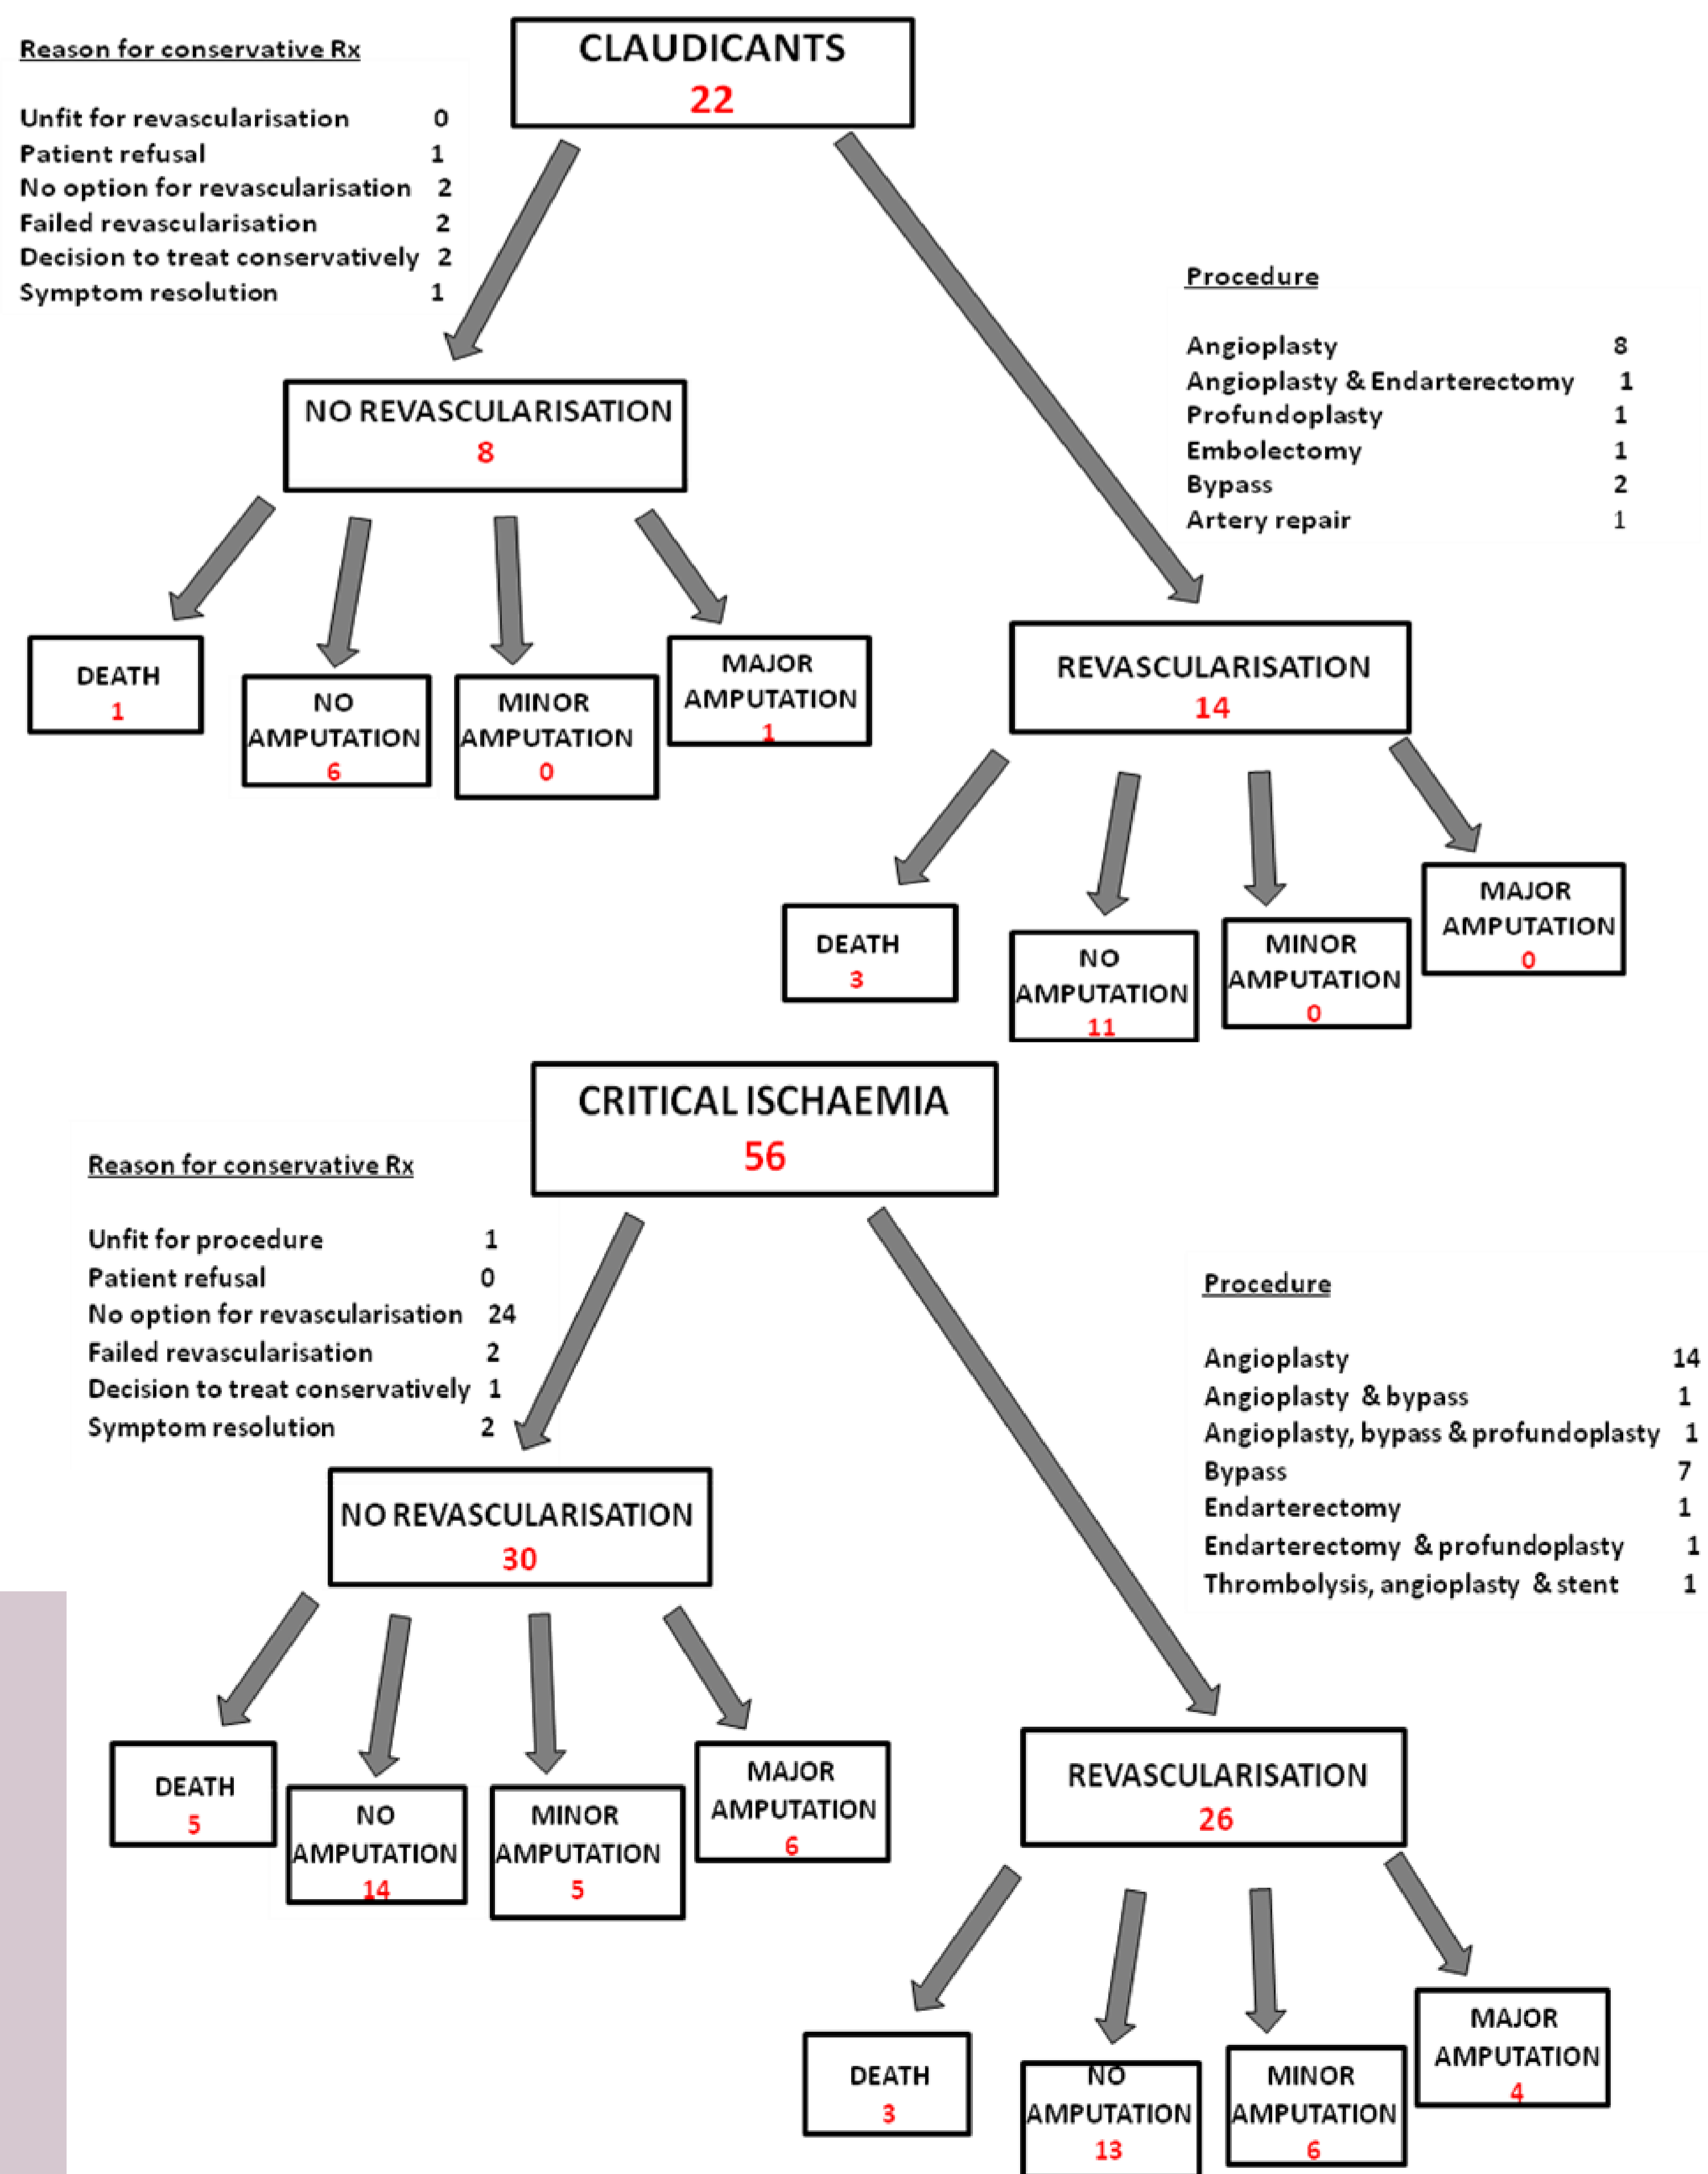 CLAUDICANTS
22
Reason for conservative Rx
Unfit for revascularisation 0
Patient refusal 1
No option for revascularisation 2
Failed revascularisation 2
Decision to treat conservatively 2
Symptom resolution 1
Procedure
Angioplasty 8
Angioplasty & Endarterectomy 1
Profundoplasty 1
Embolectomy 1
Bypass 2
Artery repair 1
NO REVASCULARISATION
8
DEATH
1
NO
AMPUTATION
6
MINOR
AMPUTATION
0
MAJOR
AMPUTATION
1
REVASCULARISATION
14
DEATH
3
NO
AMPUTATION
11
MINOR
AMPUTATION
0
MAJOR
AMPUTATION
0
CRITICAL ISCHAEMIA
56
Reason for conservative Rx
Unfit for procedure 1
Patient refusal 0
No option for revascularisation 24
Failed revascularisation 2
Decision to treat conservatively 1
Symptom resolution 2
Procedure
Angioplasty 14
Angioplasty & bypass 1
Angioplasty, bypass & profundoplasty 1
Bypass 7
Endarterectomy 1
Endarterectomy & profundoplasty 1
Thrombolysis, angioplasty & stent 1
NO REVASCULARISATION
30
DEATH
5
NO
AMPUTATION
14
MINOR
AMPUTATION
5
MAJOR
AMPUTATION
6
REVASCULARISATION
26
DEATH
3
NO
AMPUTATION
13
MINOR
AMPUTATION
6
MAJOR
AMPUTATION
4